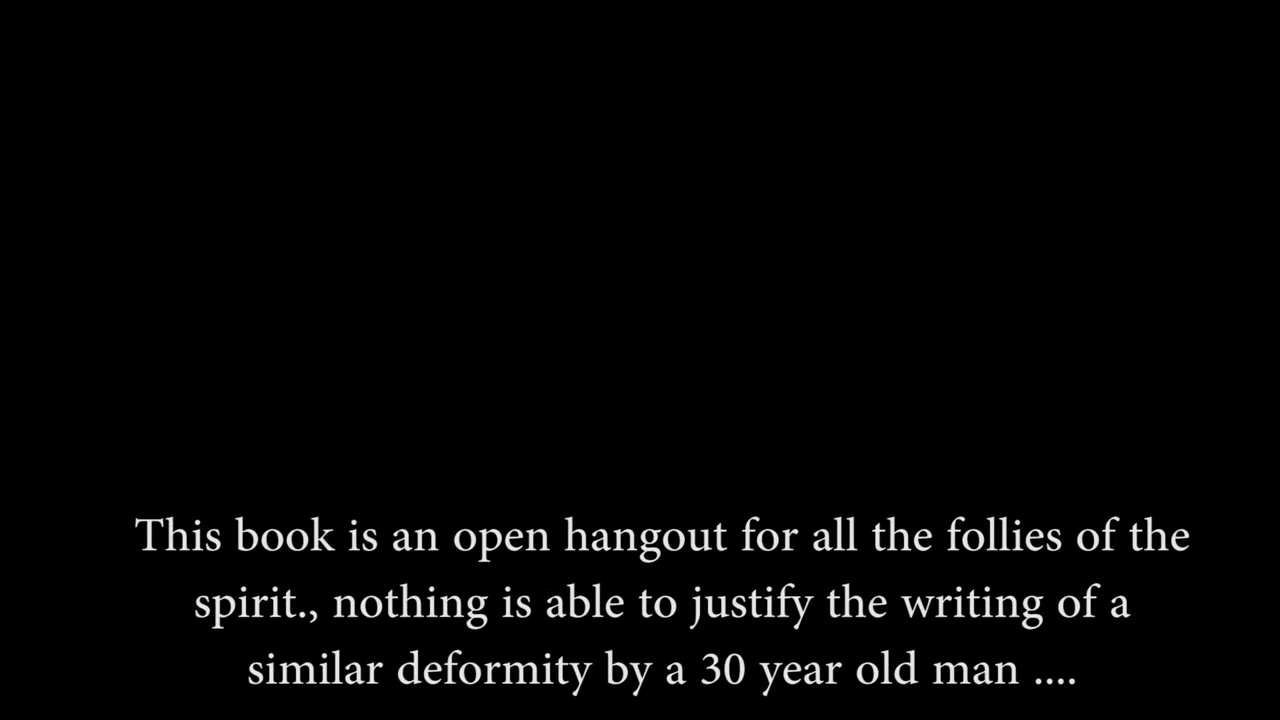 This book is an open hangout for all the follies of the
spirit., nothing is able to justify the writing of a
similar deformity by a 30 year old man ....